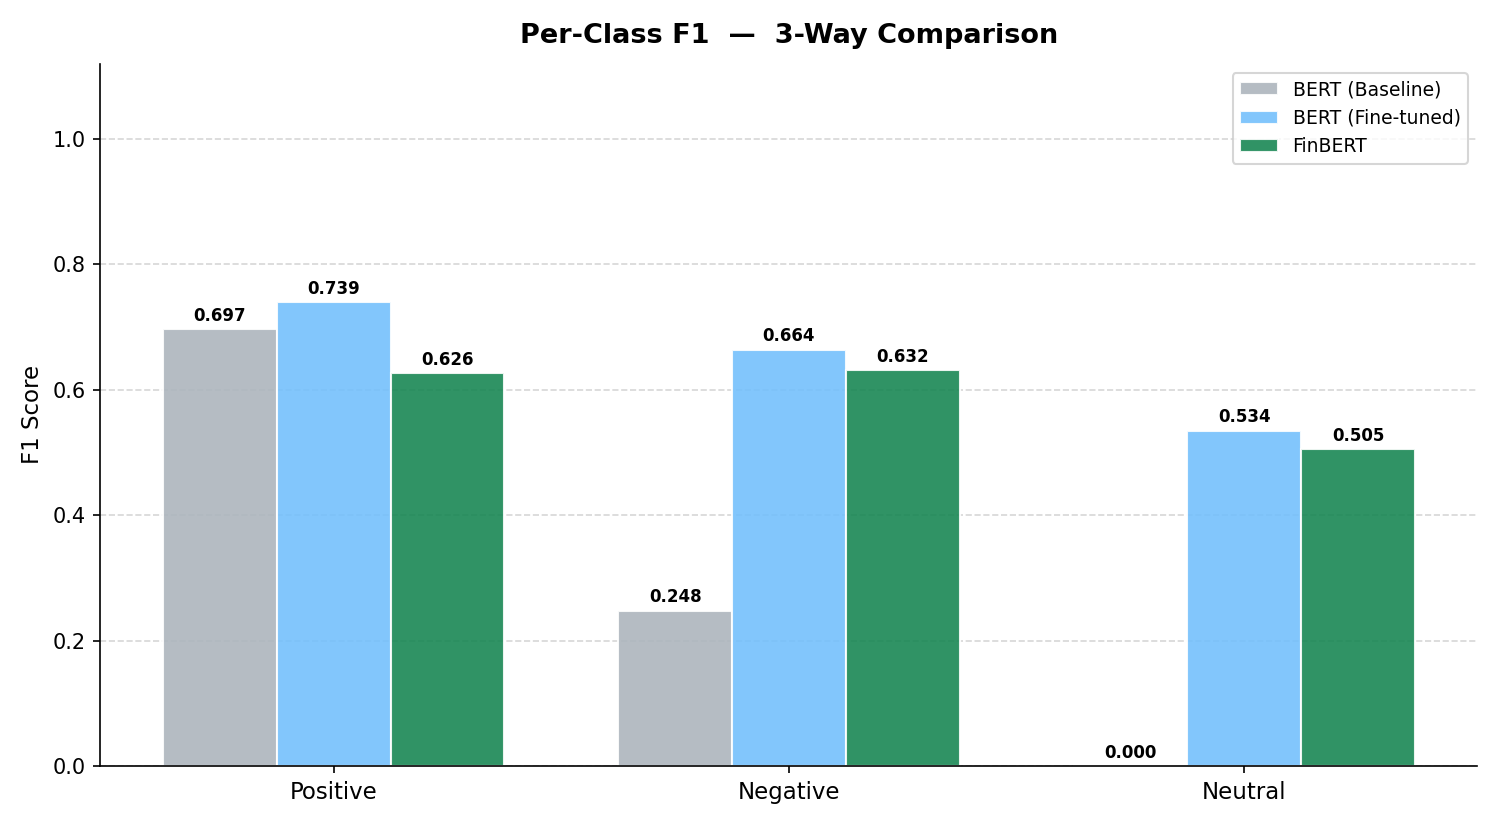 Per-Class F1 — 3-Way Comparison
BERT (Baseline)
BERT (Fine-tuned)
FinBERT
F1 Score
1.0
0.8
0.6
0.4
0.2
0.0
0.697
0.739
0.626
0.248
0.664
0.632
0.000
0.534
0.505
Positive
Negative
Neutral